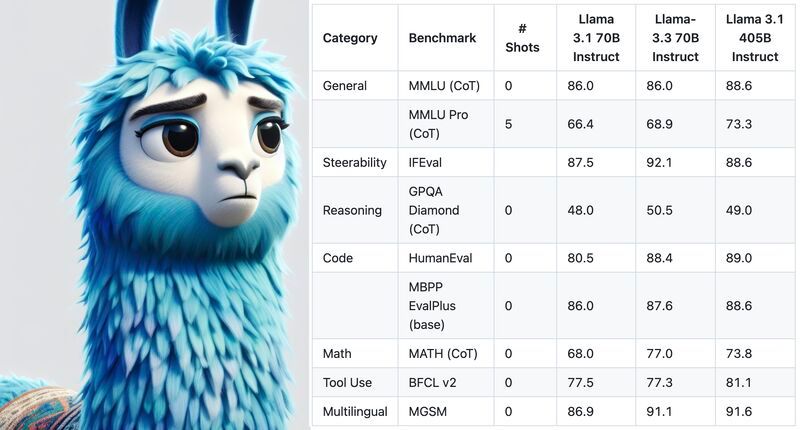 Category Benchmark # Shots Llama 3.1 70B Instruct Llama-3.3 70B Instruct Llama 3.1 405B Instruct
General MMLU (CoT) 0 86.0 86.0 88.6
MMLU Pro (CoT) 5 66.4 68.9 73.3
Steerability IFEval 87.5 92.1 88.6
Reasoning GPQA Diamond (CoT) 0 48.0 50.5 49.0
Code HumanEval 0 80.5 88.4 89.0
MBPP EvalPlus (base) 0 86.0 87.6 88.6
Math MATH (CoT) 0 68.0 77.0 73.8
Tool Use BFCL v2 0 77.5 77.3 81.1
Multilingual MGSM 0 86.9 91.1 91.6